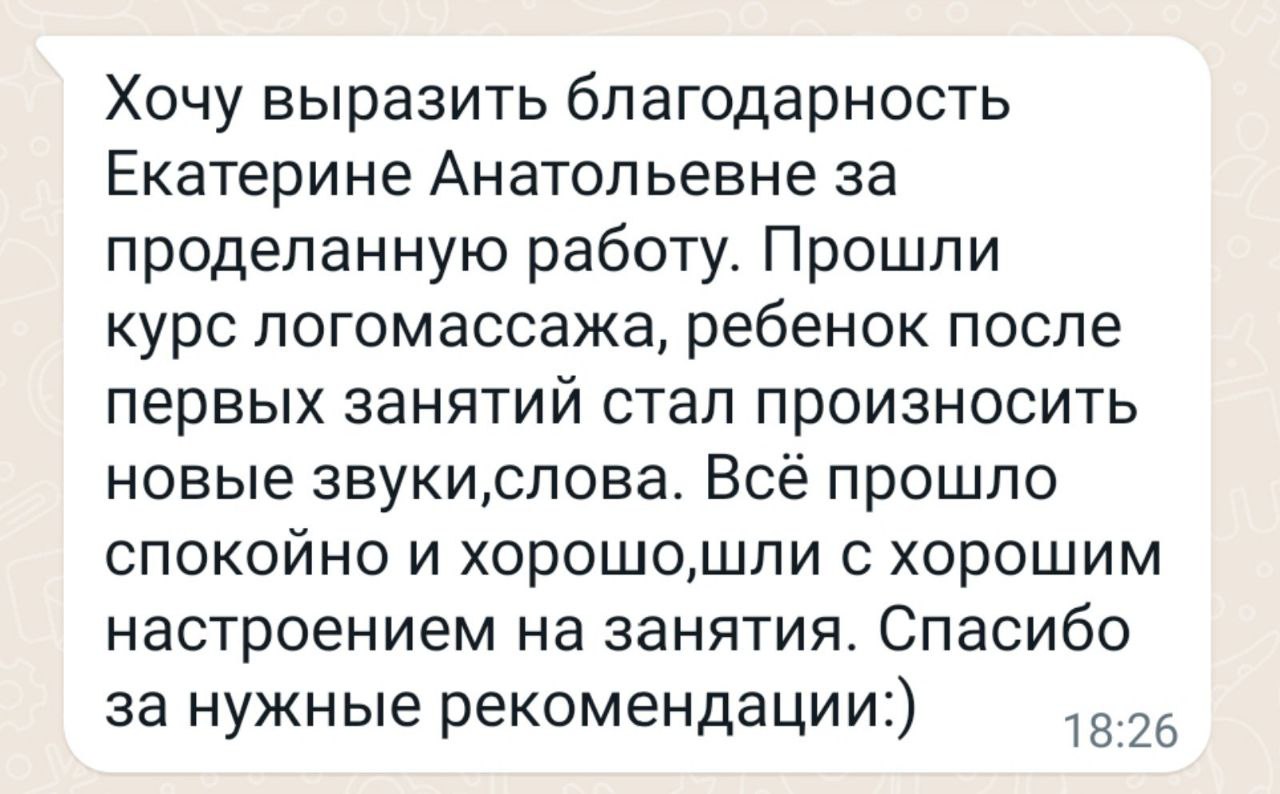 Хочу выразить благодарность
Екатерине Анатольевне за
проделанную работу. Прошли
курс логомассажа, ребенок после
первых занятий стал произносить
новые звуки,слова. Всё прошло
спокойно и хорошо,шли с хорошим
настроением на занятия. Спасибо
за нужные рекомендации:)
18:26